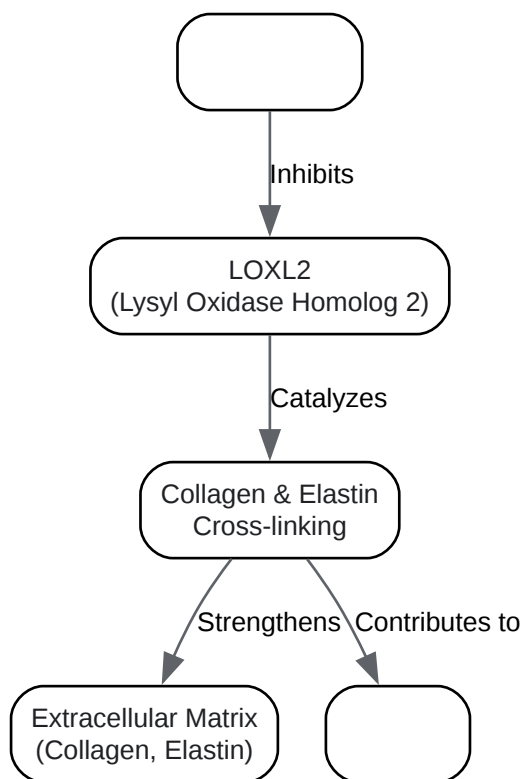 Inhibits
LOXL2
(Lysyl Oxidase Homolog 2)
Catalyzes
Collagen & Elastin
Cross-linking
Strengthens
Contributes to
Extracellular Matrix
(Collagen, Elastin)